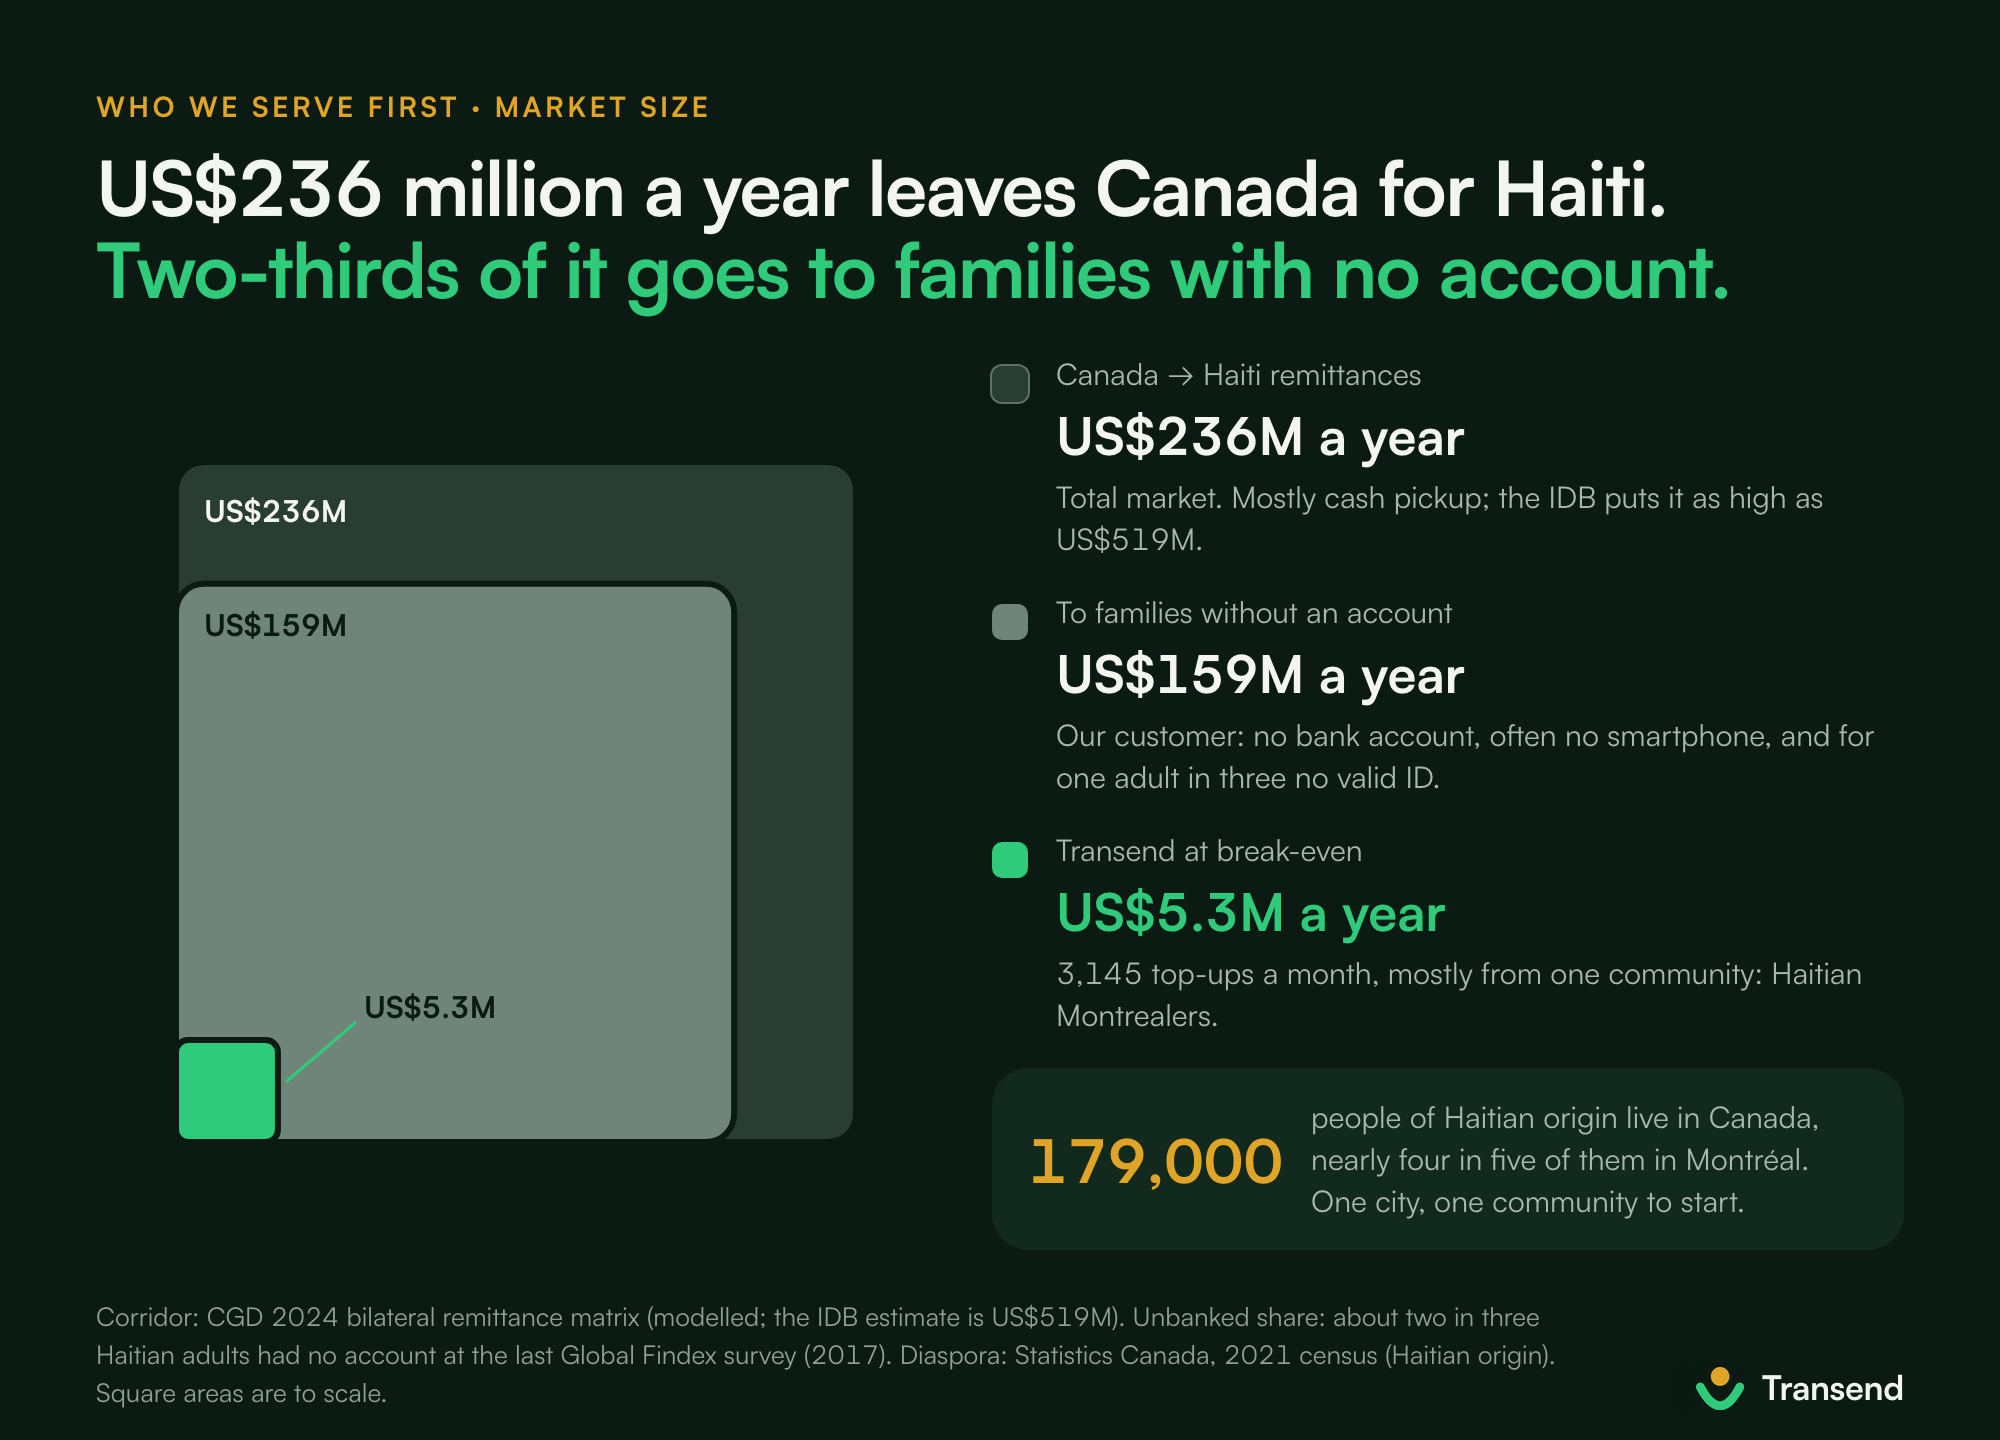 WHO WE SERVE FIRST · MARKET SIZE
US$236 million a year leaves Canada for Haiti.
Two-thirds of it goes to families with no account.
US$236M
US$159M
US$5.3M
Canada → Haiti remittances
US$236M a year
Total market. Mostly cash pickup; the IDB puts it as high as
US$519M.
To families without an account
US$159M a year
Our customer: no bank account, often no smartphone, and for
one adult in three no valid ID.
Transend at break-even
US$5.3M a year
3,145 top-ups a month, mostly from one community: Haitian
Montrealers.
179,000
people of Haitian origin live in Canada,
nearly four in five of them in Montréal.
One city, one community to start.
Corridor: CGD 2024 bilateral remittance matrix (modelled; the IDB estimate is US$519M). Unbanked share: about two in three
Haitian adults had no account at the last Global Findex survey (2017). Diaspora: Statistics Canada, 2021 census (Haitian origin).
Square areas are to scale.
Transend